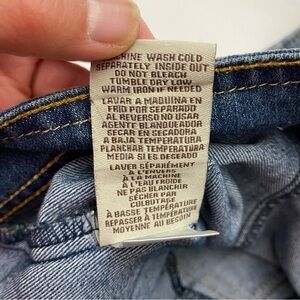 MACHINE WASH COLD
SEPARATELY INSIDE OUT
DO NOT BLEACH
TUMBLE DRY LOW
WARM IRON IF NEEDED
LAVAR A MAQUINA EN
FRIO POR SEPARADO
AL REVERSO NO USAR
AGENTE BLANQUEADOR
SECAR EN SECADORA
A BAJA TEMPERATURA
PLANCHAR TEMPERATURA
MEDIA SI ES DESEADO
LAVER SÉPARÉMENT
À L'ENVERS
À LA MACHINE
À L'EAU FROIDE
NE PAS BLANCHIR
SÉCHER PAR
CULBUTAGE
À BASSE TEMPÉRATURE
REPASSER À TEMPÉRATURE
MOYENNE AU BESOIN